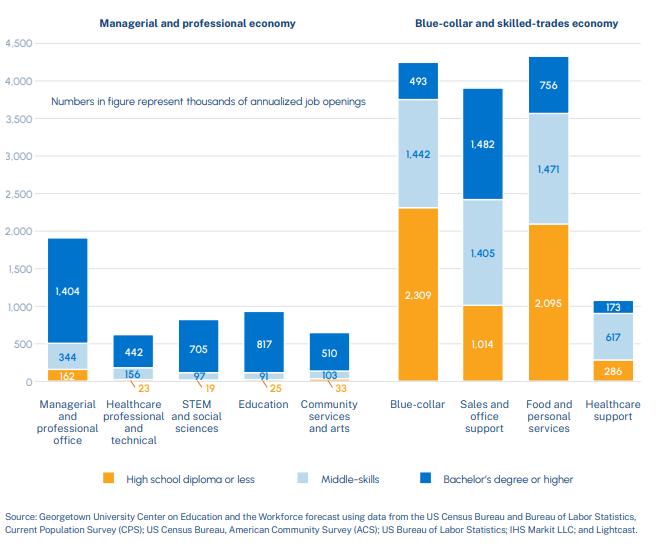 Managerial and professional economy
Blue-collar and skilled-trades economy
4,500
4,000
3,500
3,000
2,500
2,000
1,500
1,000
500
0
Numbers in figure represent thousands of annualized job openings
1,404
344
162
442
156
23
705
97
19
817
91
25
510
103
33
493
1,442
2,309
1,482
1,405
1,014
756
1,471
2,095
173
617
286
Managerial
and
professional
office
Healthcare
professional
and
technical
STEM
and social
sciences
Education
Community
services
and arts
Blue-collar
Sales and
office
support
Food and
personal
services
Healthcare
support
High school diploma or less
Middle-skills
Bachelor's degree or higher
Source: Georgetown University Center on Education and the Workforce forecast using data from the US Census Bureau and Bureau of Labor Statistics,
Current Population Survey (CPS); US Census Bureau, American Community Survey (ACS); US Bureau of Labor Statistics; IHS Markit LLC; and Lightcast.